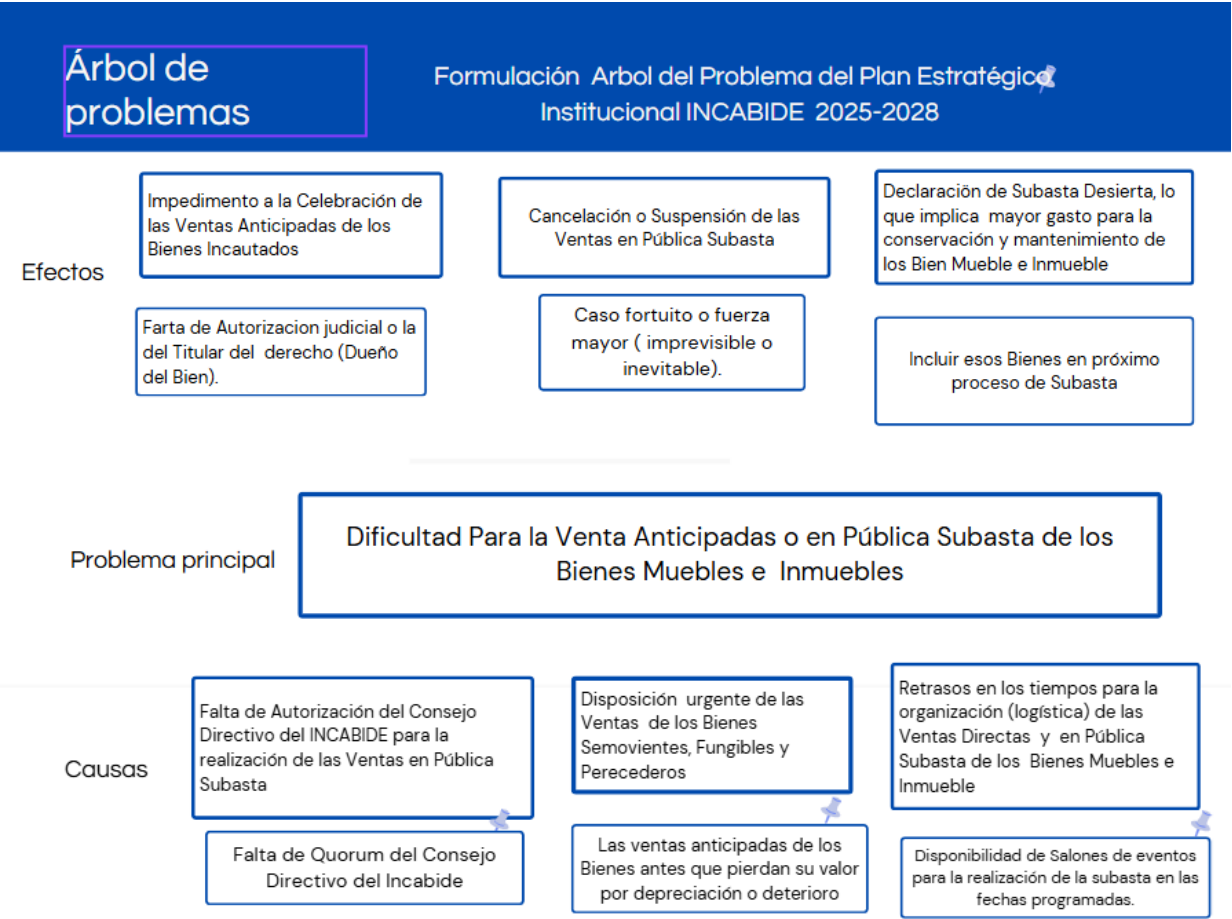 Árbol de
problemas
Formulación Arbol del Problema del Plan Estratégico
Institucional INCABIDE 2025-2028
Efectos
Impedimento a la Celebración de
las Ventas Anticipadas de los
Bienes Incautados
Cancelación o Suspensión de las
Ventas en Pública Subasta
Declaración de Subasta Desierta, lo
que implica mayor gasto para la
conservación y mantenimiento de
los Bien Mueble e Inmueble
Farta de Autorizacion judicial o la
del Titular del derecho (Dueño
del Bien).
Caso fortuito o fuerza
mayor ( imprevisible o
inevitable).
Incluir esos Bienes en próximo
proceso de Subasta
Problema principal
Dificultad Para la Venta Anticipadas o en Pública Subasta de los
Bienes Muebles e Inmuebles
Causas
Falta de Autorización del Consejo
Directivo del INCABIDE para la
realización de las Ventas en Pública
Subasta
Disposición urgente de las
Ventas de los Bienes
Semovientes, Fungibles y
Perecederos
Retrasos en los tiempos para la
organización (logística) de las
Ventas Directas y en Pública
Subasta de los Bienes Muebles e
Inmueble
Falta de Quorum del Consejo
Directivo del Incabide
Las ventas anticipadas de los
Bienes antes que pierdan su valor
por depreciación o deterioro
Disponibilidad de Salones de eventos
para la realización de la subasta en las
fechas programadas.